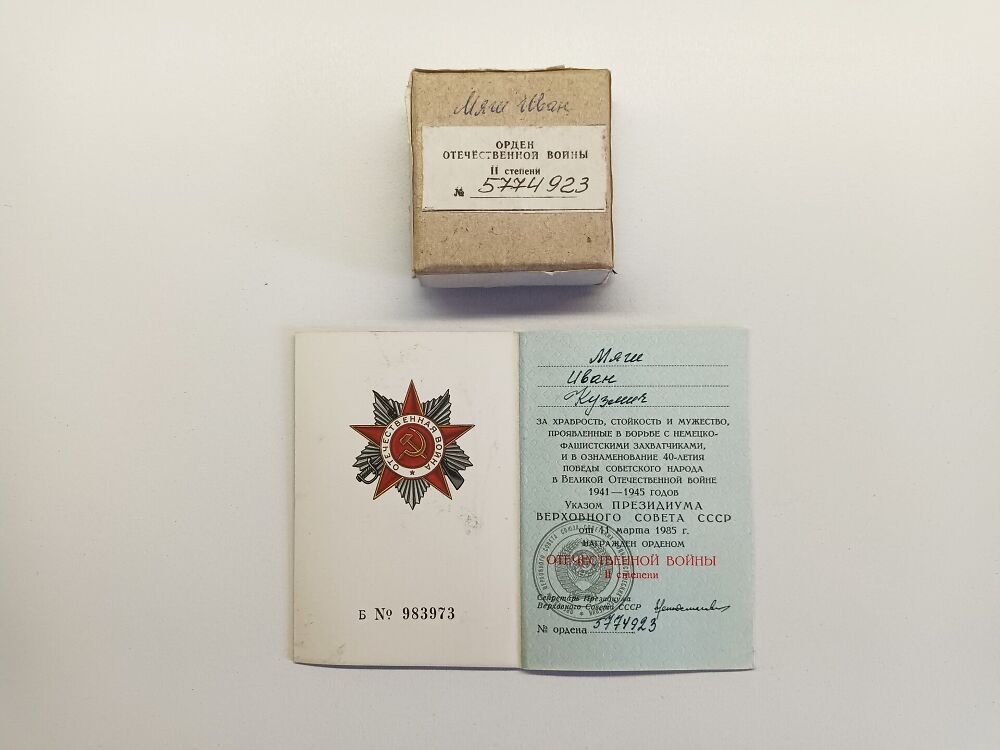 Мяги Иван
ОРДЕН
ОТЕЧЕСТВЕННОЙ ВОЙНЫ
II степени
№ 5774923
ОТЕЧЕСТВЕННАЯ ВОЙНА
Б № 983973
Мяги
Иван
Кузмич
ЗА ХРАБРОСТЬ, СТОЙКОСТЬ И МУЖЕСТВО,
ПРОЯВЛЕННЫЕ В БОРЬБЕ С НЕМЕЦКО-
ФАШИСТСКИМИ ЗАХВАТЧИКАМИ,
И В ОЗНАМЕНОВАНИЕ 40-ЛЕТИЯ
ПОБЕДЫ СОВЕТСКОГО НАРОДА
В ВЕЛИКОЙ ОТЕЧЕСТВЕННОЙ ВОЙНЕ
1941—1945 ГОДОВ
УКАЗОМ ПРЕЗИДИУМА
ВЕРХОВНОГО СОВЕТА СССР
от 11 марта 1985 г.
НАГРАЖДЕН ОРДЕНОМ
ОТЕЧЕСТВЕННОЙ ВОЙНЫ
II степени
Секретарь Президиума
Верховного Совета СССР
№ ордена 5774923